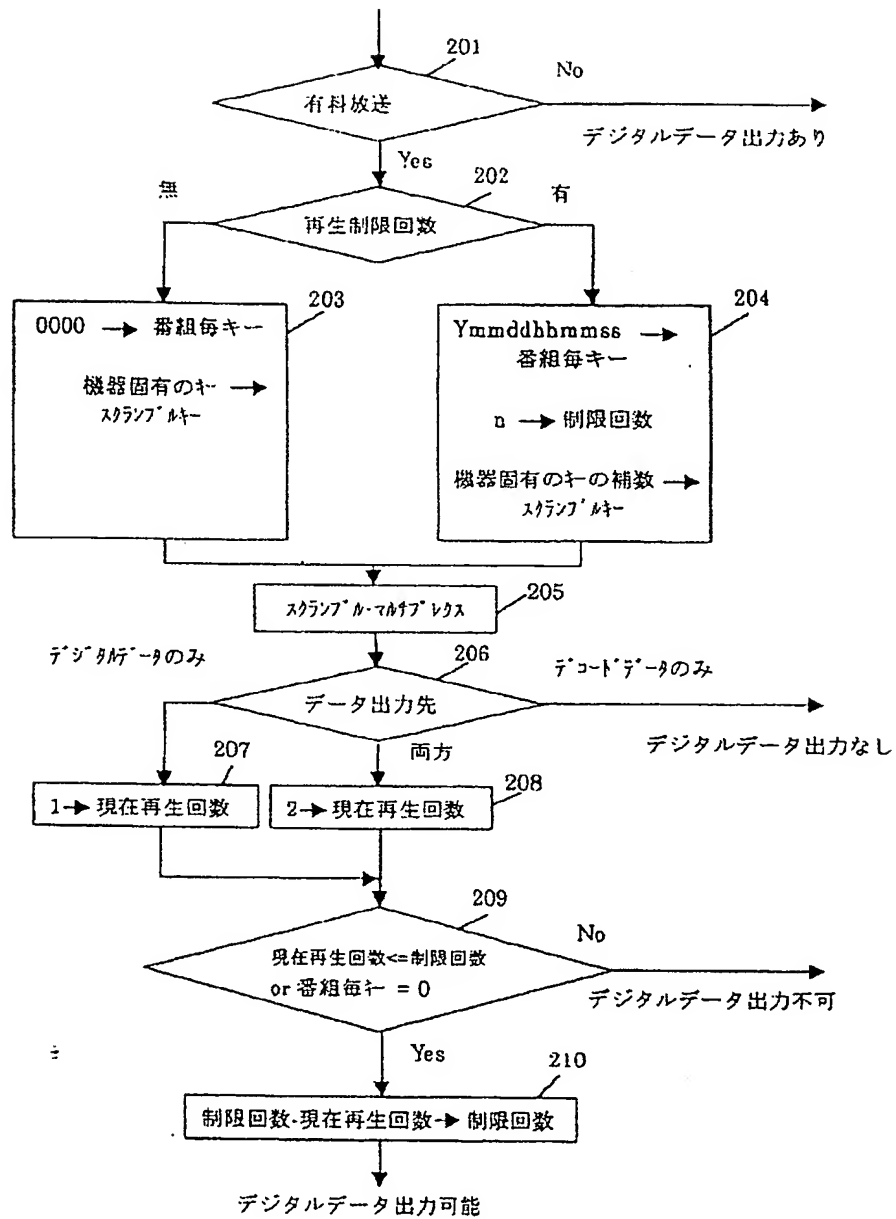 201
No
有料放送
デジタルデータ出力あり
Yes
無
202
有
再生制限回数
203
0000 → 番組毎キー
機器固有のキー →
スクランブルキー
204
Ymmddhhmmss →
番組毎キー
n → 制限回数
機器固有のキーの補数 →
スクランブルキー
スクランブル・マルチプレクス
205
デジタルデータのみ
206
デコードデータのみ
データ出力先
デジタルデータ出力なし
207
両方
1→ 現在再生回数
2→ 現在再生回数
208
209
No
現在再生回数<=制限回数
or 番組毎キー = 0
デジタルデータ出力不可
Yes
210
制限回数-現在再生回数→ 制限回数
デジタルデータ出力可能